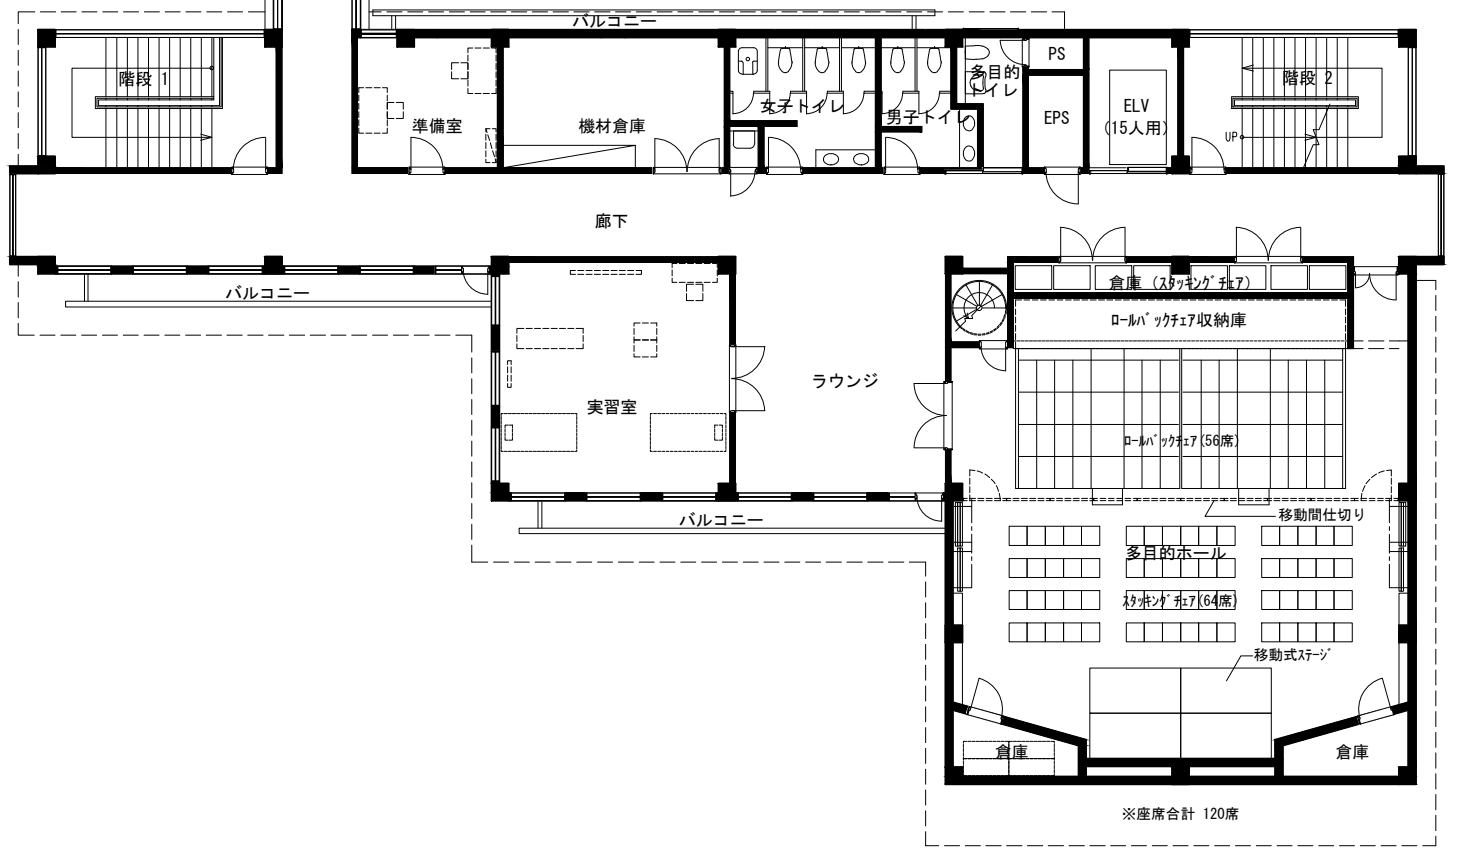 バルコニー
階段 1
準備室
機材倉庫
女子トイレ
男子トイレ
多目的
トイレ
PS
EPS
ELV
(15人用)
階段 2
UP
廊下
バルコニー
倉庫 (ｽﾀｯｷﾝｸﾞﾁｪｱ)
ﾛｰﾙﾊﾞｯｸﾁｪｱ収納庫
ラウンジ
実習室
ﾛｰﾙﾊﾞｯｸﾁｪｱ(56席)
バルコニー
移動間仕切り
多目的ホール
ｽﾀｯｷﾝｸﾞﾁｪｱ(64席)
移動式ｽﾃｰｼﾞ
倉庫
倉庫
※座席合計 120席